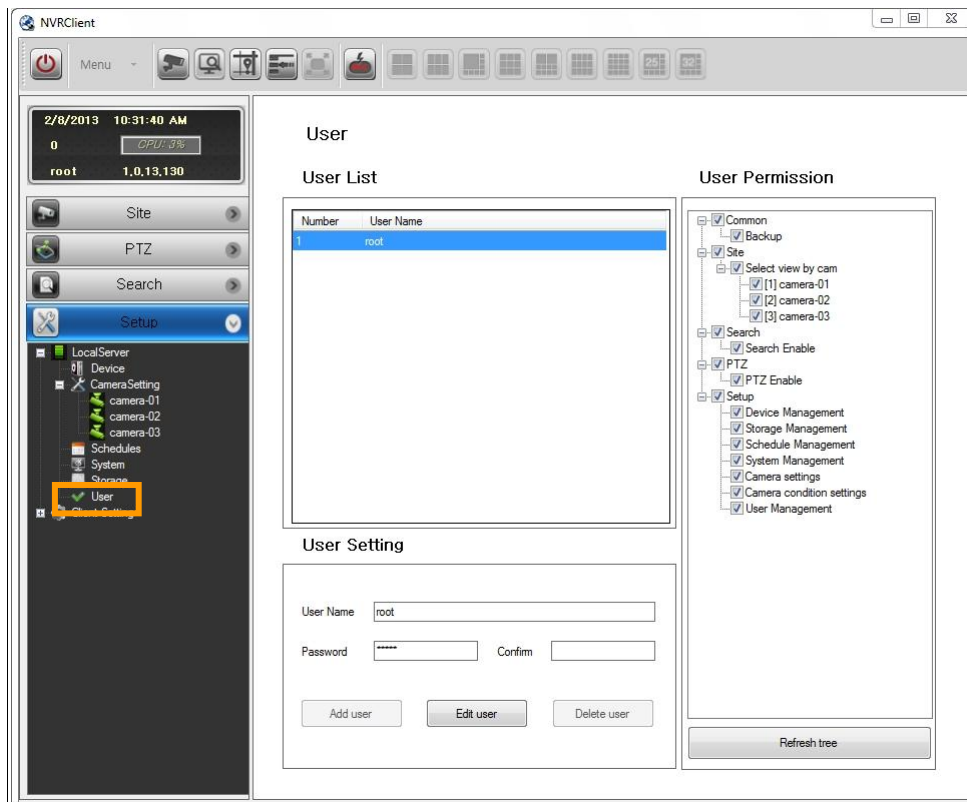 NVRClient
Menu
25
32
2/8/2013 10:31:40 AM
0 CPU: 3%
root 1,0,13,130
Site
PTZ
Search
Setup
LocalServer
Device
CameraSetting
camera-01
camera-02
camera-03
Schedules
System
Storage
User
Client Setting
User
User List
Number User Name
1 root
User Setting
User Name root
Password ***** Confirm
Add user Edit user Delete user
User Permission
Common
Backup
Site
Select view by cam
[1] camera-01
[2] camera-02
[3] camera-03
Search
Search Enable
PTZ
PTZ Enable
Setup
Device Management
Storage Management
Schedule Management
System Management
Camera settings
Camera condition settings
User Management
Refresh tree